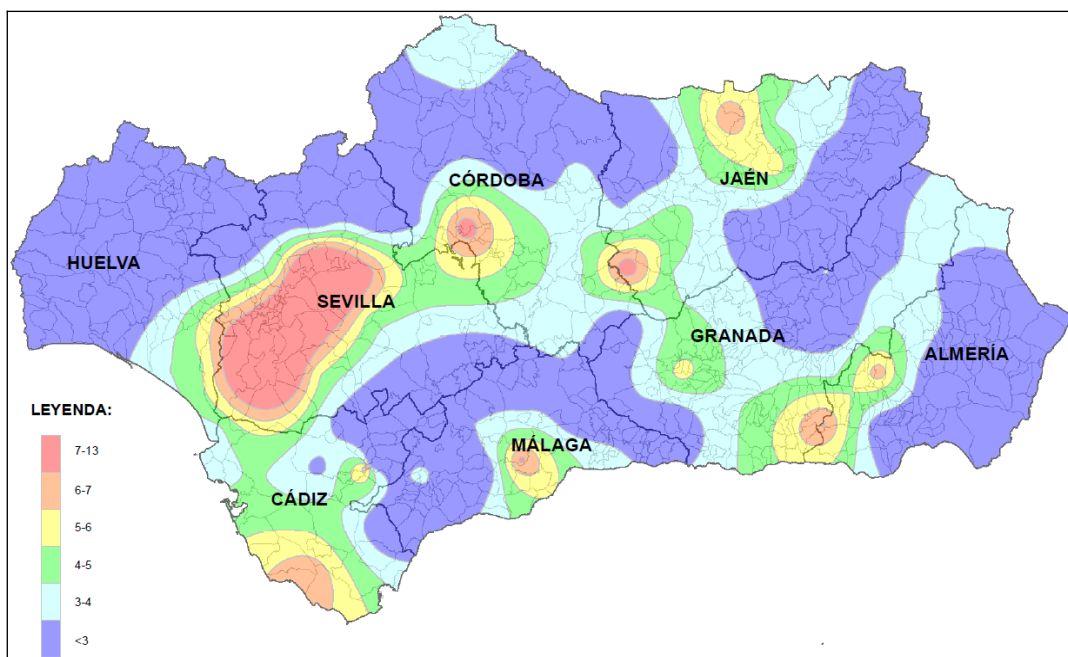 CÓRDOBA
JAÉN
HUELVA
SEVILLA
GRANADA
ALMERÍA
MÁLAGA
CÁDIZ
LEYENDA:
7-13
6-7
5-6
4-5
3-4
<3